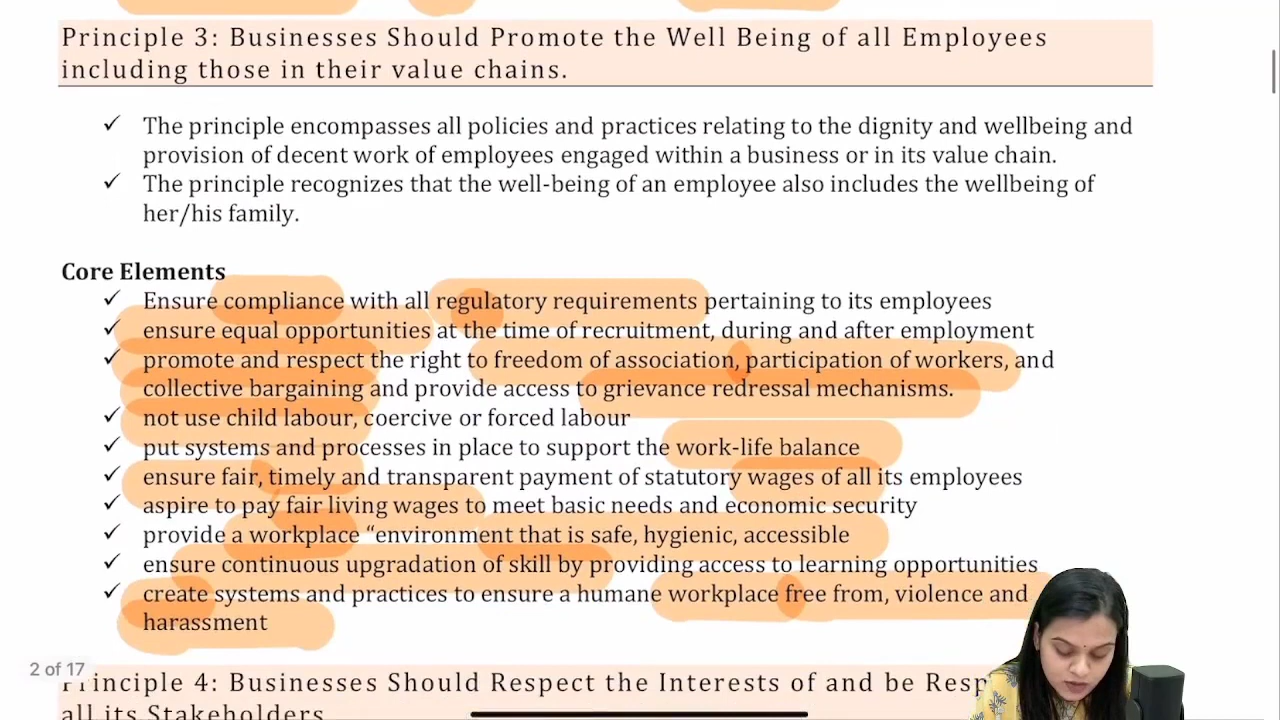 Principle 3: Businesses Should Promote the Well Being of all Employees
including those in their value chains.
✓ The principle encompasses all policies and practices relating to the dignity and wellbeing and
provision of decent work of employees engaged within a business or in its value chain.
✓ The principle recognizes that the well-being of an employee also includes the wellbeing of
her/his family.
Core Elements
✓ Ensure compliance with all regulatory requirements pertaining to its employees
✓ ensure equal opportunities at the time of recruitment, during and after employment
✓ promote and respect the right to freedom of association, participation of workers, and
collective bargaining and provide access to grievance redressal mechanisms.
✓ not use child labour, coercive or forced labour
✓ put systems and processes in place to support the work-life balance
✓ ensure fair, timely and transparent payment of statutory wages of all its employees
✓ aspire to pay fair living wages to meet basic needs and economic security
✓ provide a workplace “environment that is safe, hygienic, accessible
✓ ensure continuous upgradation of skill by providing access to learning opportunities
✓ create systems and practices to ensure a humane workplace free from, violence and
harassment
2 of 17
Principle 4: Businesses Should Respect the Interests of and be Resp
all its Stakeholders